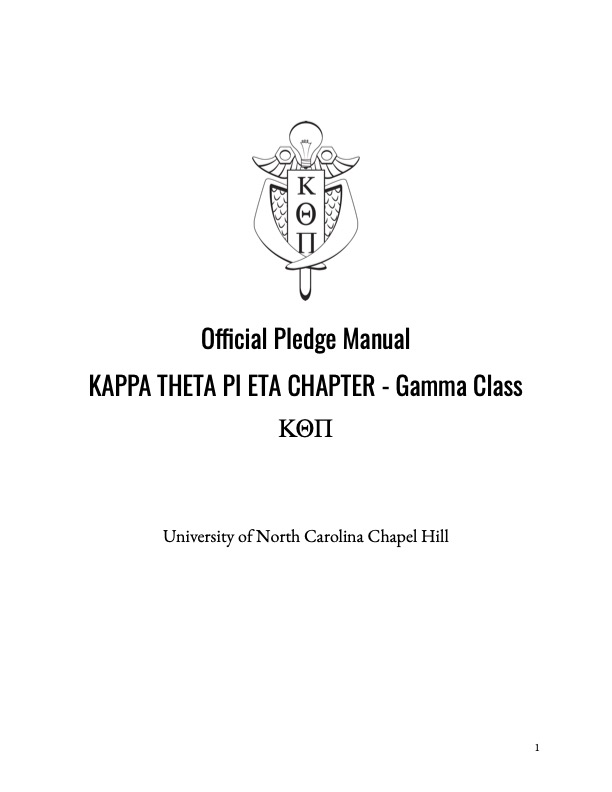 Κ
Θ
Π
Official Pledge Manual
KAPPA THETA PI ETA CHAPTER - Gamma Class
ΚΘΠ
University of North Carolina Chapel Hill
1